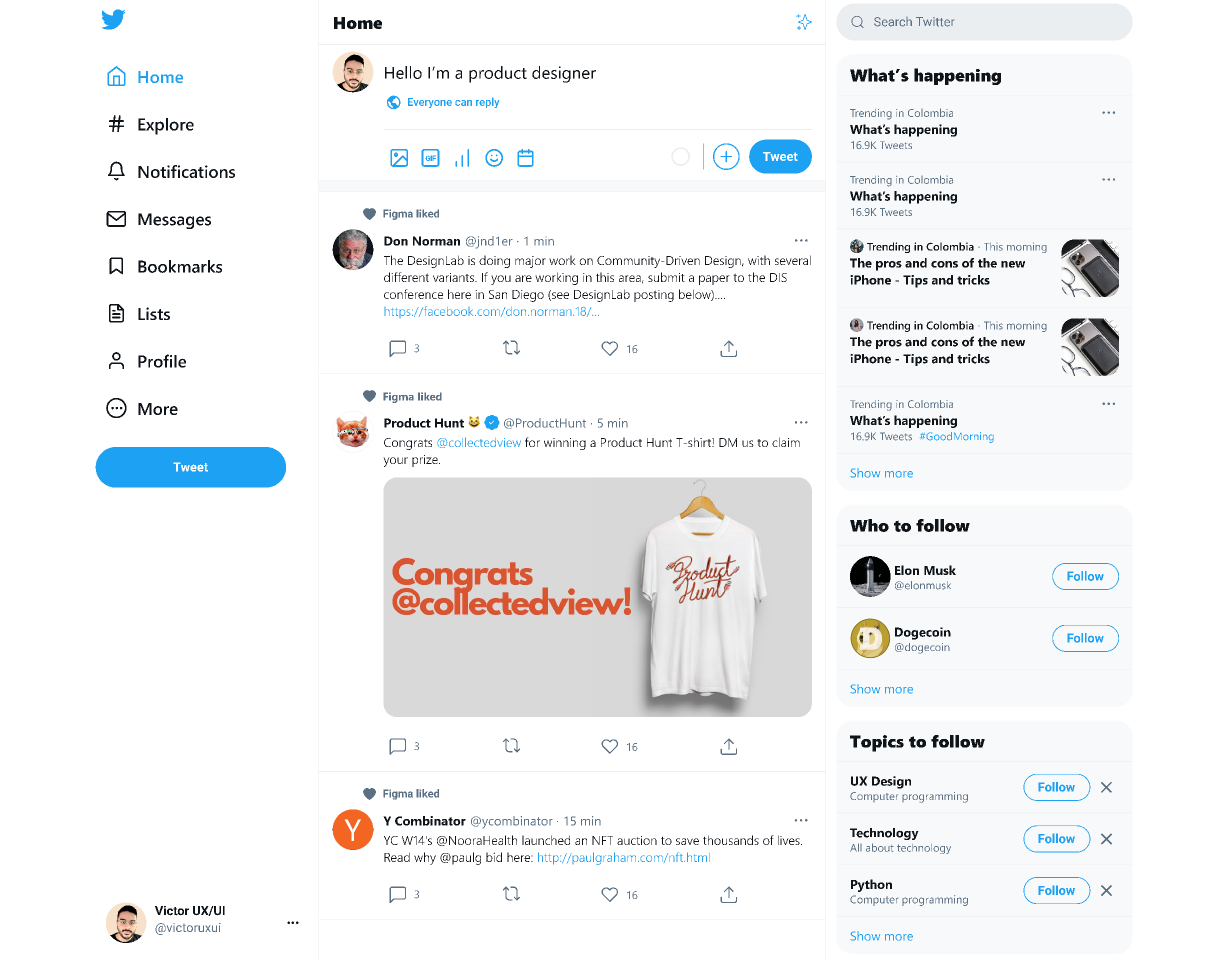 Home
Explore
Notifications
Messages
Bookmarks
Lists
Profile
More
Tweet
Victor UX/UI
@victoruxui
Home
Hello I'm a product designer
Everyone can reply
GIF
Tweet
Figma liked
Don Norman @jnd1er · 1 min
The DesignLab is doing major work on Community-Driven Design, with several
different variants. If you are working in this area, submit a paper to the DIS
conference here in San Diego (see DesignLab posting below)....
https://facebook.com/don.norman.18/...
3
16
Figma liked
Product Hunt 😸 @ProductHunt · 5 min
Congrats @collectedview for winning a Product Hunt T-shirt! DM us to claim
your prize.
Congrats
@collectedview!
Product
Hunt
3
16
Figma liked
Y
Y Combinator @ycombinator · 15 min
YC W14's @NooraHealth launched an NFT auction to save thousands of lives.
Read why @paulg bid here: http://paulgraham.com/nft.html
3
16
Search Twitter
What's happening
Trending in Colombia
What's happening
16.9K Tweets
Trending in Colombia
What's happening
16.9K Tweets
Trending in Colombia · This morning
The pros and cons of the new
iPhone - Tips and tricks
Trending in Colombia · This morning
The pros and cons of the new
iPhone - Tips and tricks
Trending in Colombia
What's happening
16.9K Tweets #GoodMorning
Show more
Who to follow
Elon Musk
@elonmusk
Follow
Dogecoin
@dogecoin
Follow
Show more
Topics to follow
UX Design
Computer programming
Follow
Technology
All about technology
Follow
Python
Computer programming
Follow
Show more